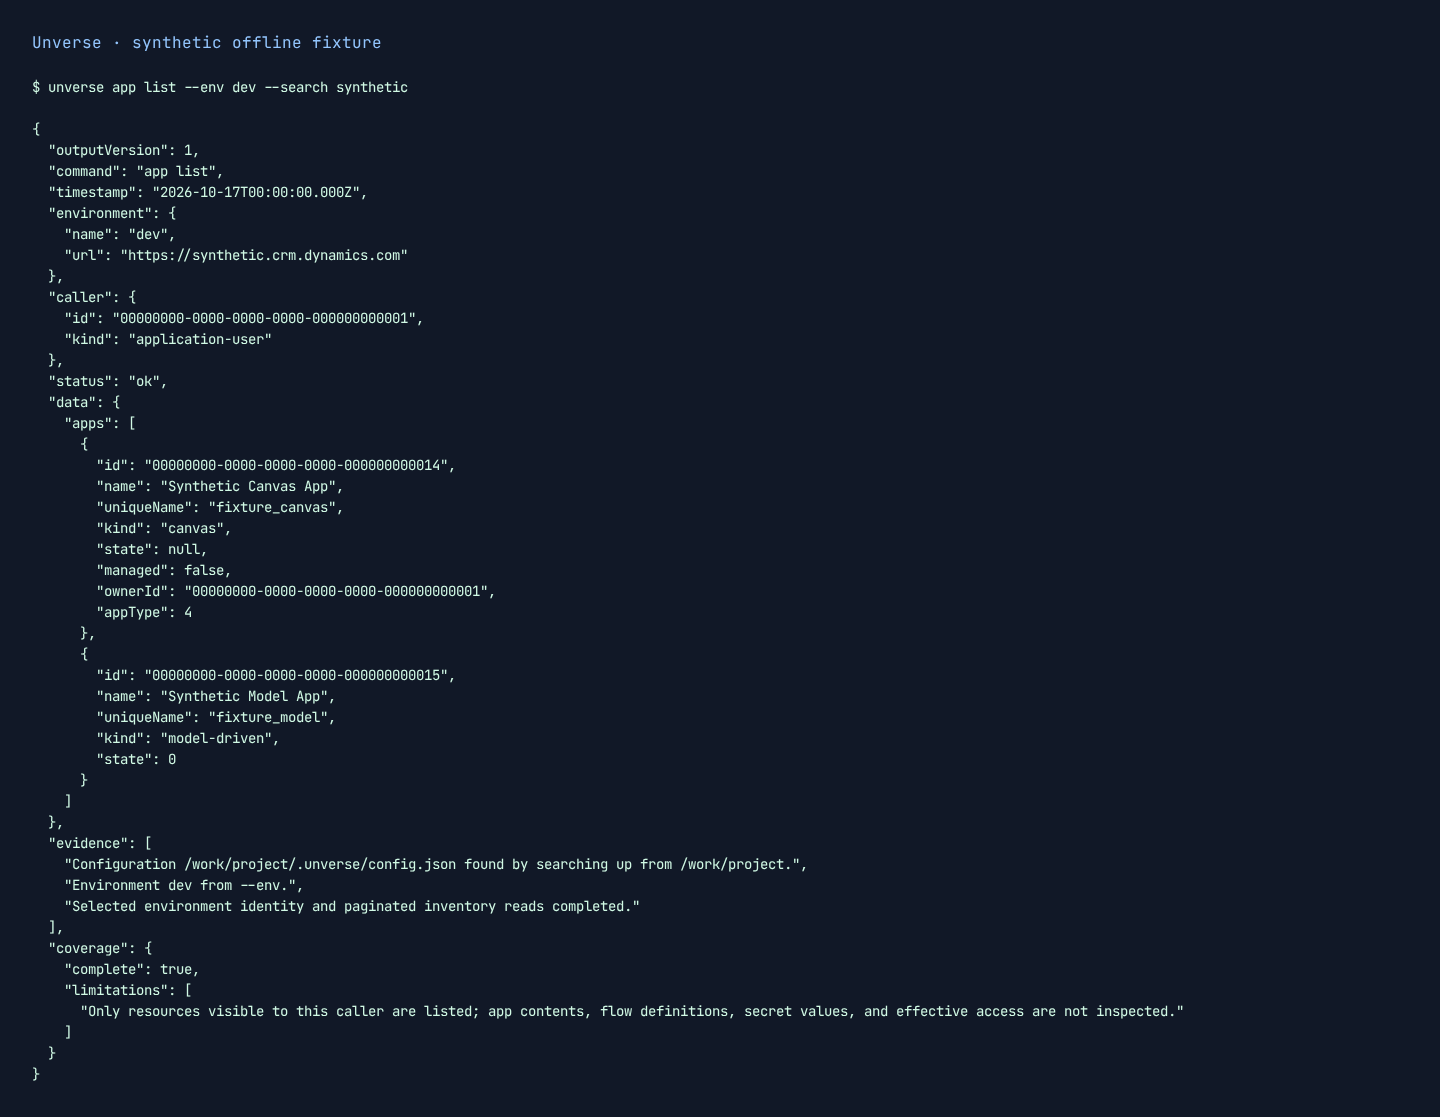 Unverse · synthetic offline fixture
$ unverse app list --env dev --search synthetic
{
  "outputVersion": 1,
  "command": "app list",
  "timestamp": "2026-10-17T00:00:00.000Z",
  "environment": {
    "name": "dev",
    "url": "https://synthetic.crm.dynamics.com"
  },
  "caller": {
    "id": "00000000-0000-0000-0000-000000000001",
    "kind": "application-user"
  },
  "status": "ok",
  "data": {
    "apps": [
      {
        "id": "00000000-0000-0000-0000-000000000014",
        "name": "Synthetic Canvas App",
        "uniqueName": "fixture_canvas",
        "kind": "canvas",
        "state": null,
        "managed": false,
        "ownerId": "00000000-0000-0000-0000-000000000001",
        "appType": 4
      },
      {
        "id": "00000000-0000-0000-0000-000000000015",
        "name": "Synthetic Model App",
        "uniqueName": "fixture_model",
        "kind": "model-driven",
        "state": 0
      }
    ]
  },
  "evidence": [
    "Configuration /work/project/.unverse/config.json found by searching up from /work/project.",
    "Environment dev from --env.",
    "Selected environment identity and paginated inventory reads completed."
  ],
  "coverage": {
    "complete": true,
    "limitations": [
      "Only resources visible to this caller are listed; app contents, flow definitions, secret values, and effective access are not inspected."
    ]
  }
}